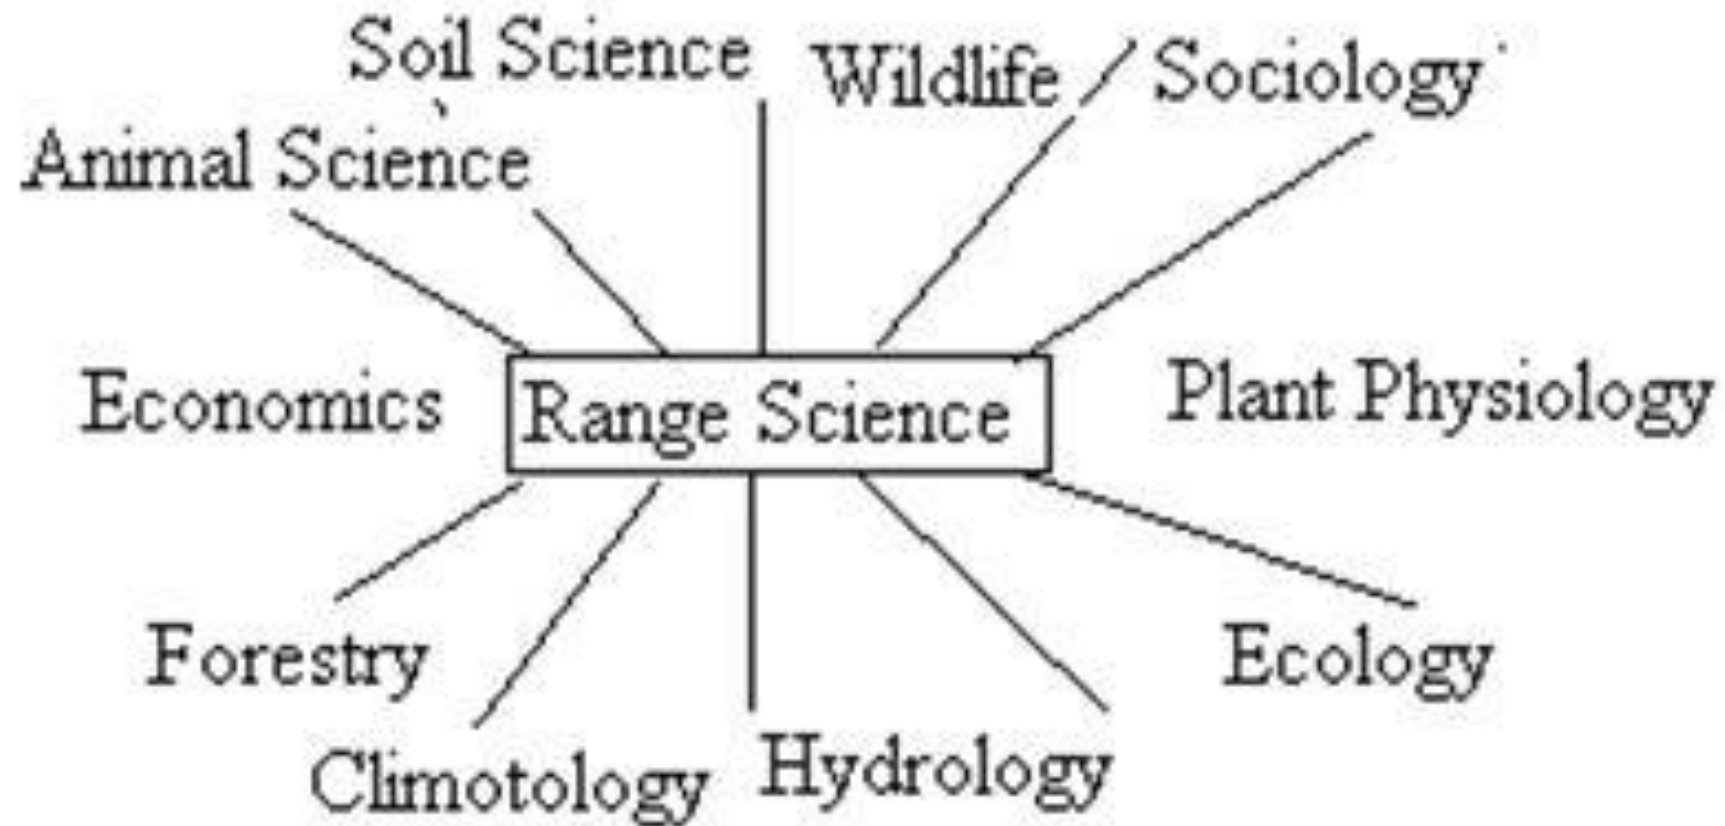 Soil Science
Wildlife
Sociology
Animal Science
Economics
Range Science
Plant Physiology
Forestry
Ecology
Climotology
Hydrology